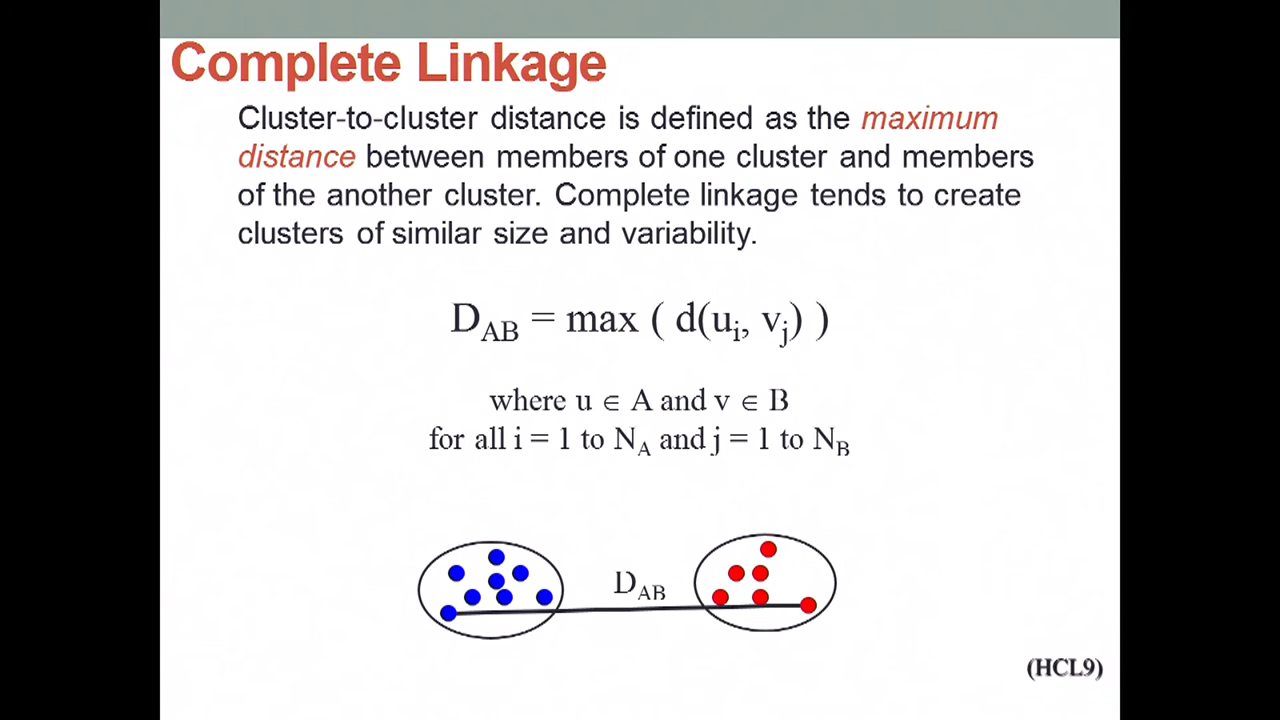 Complete Linkage
Cluster-to-cluster distance is defined as the maximum
distance between members of one cluster and members
of the another cluster. Complete linkage tends to create
clusters of similar size and variability.
D_AB = max ( d(u_i, v_j) )
where u ∈ A and v ∈ B
for all i = 1 to N_A and j = 1 to N_B
D_AB
(HCL9)